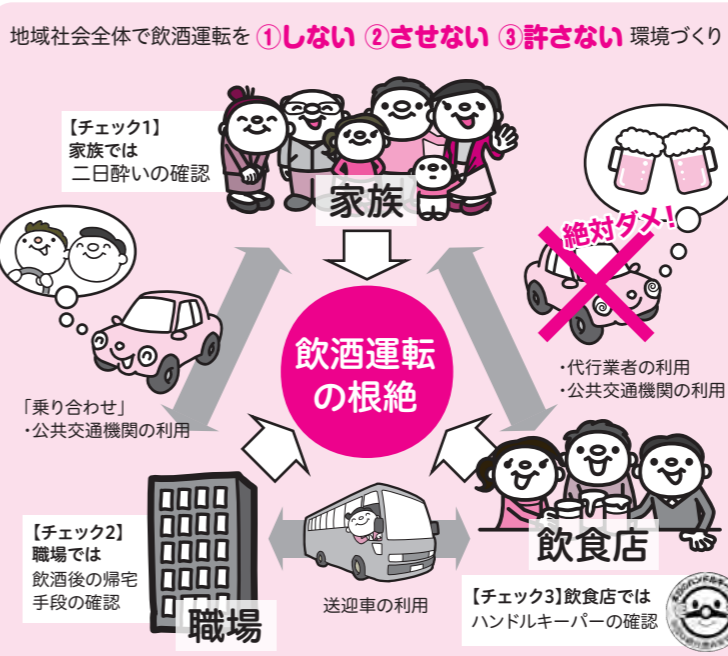 地域社会全体で飲酒運転を ①しない ②させない ③許さない 環境づくり
【チェック1】
家族では
二日酔いの確認
家族
絶対ダメ!
飲酒運転
の根絶
・代行業者の利用
・公共交通機関の利用
「乗り合わせ」
・公共交通機関の利用
【チェック2】
職場では
飲酒後の帰宅
手段の確認
職場
送迎車の利用
飲食店
【チェック3】飲食店では
ハンドルキーパーの確認